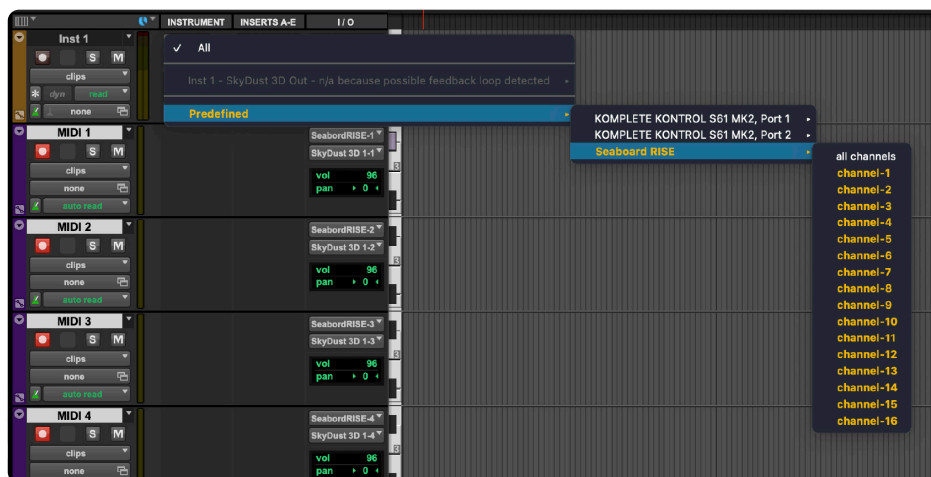 INSTRUMENT INSERTS A-E I / O
Inst 1
S M
clips
dyn read
none
✓ All
Inst 1 - SkyDust 3D Out - n/a because possible feedback loop detected
Predefined
KOMPLETE KONTROL S61 MK2, Port 1
KOMPLETE KONTROL S61 MK2, Port 2
Seaboard RISE
all channels
channel-1
channel-2
channel-3
channel-4
channel-5
channel-6
channel-7
channel-8
channel-9
channel-10
channel-11
channel-12
channel-13
channel-14
channel-15
channel-16
MIDI 1
S M
clips
none
auto read
SeabordRISE-1
SkyDust 3D 1-1
vol 96
pan 0
3
MIDI 2
S M
clips
none
auto read
SeabordRISE-2
SkyDust 3D 1-2
vol 96
pan 0
3
MIDI 3
S M
clips
none
auto read
SeabordRISE-3
SkyDust 3D 1-3
vol 96
pan 0
3
MIDI 4
S M
clips
none
SeabordRISE-4
SkyDust 3D 1-4
vol 96
pan 0
3